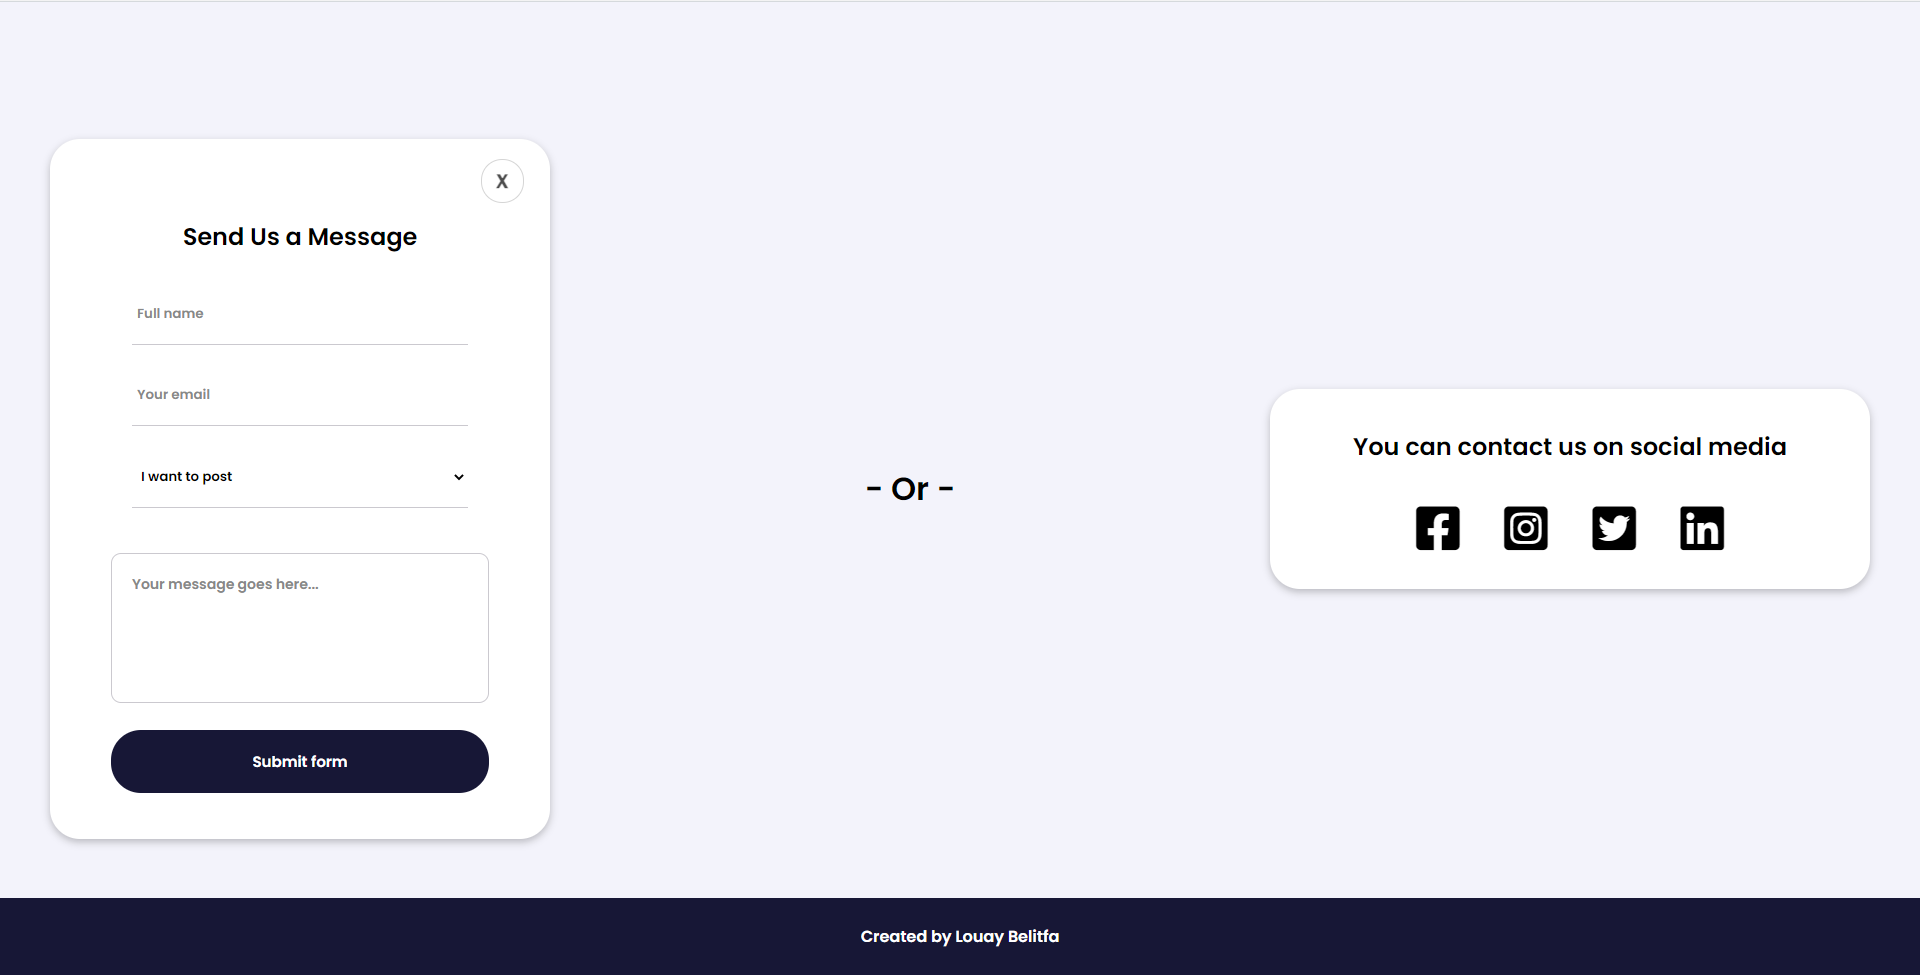 X
Send Us a Message
Full name
Your email
I want to post
Your message goes here...
Submit form
- Or -
You can contact us on social media
Created by Louay Belitfa